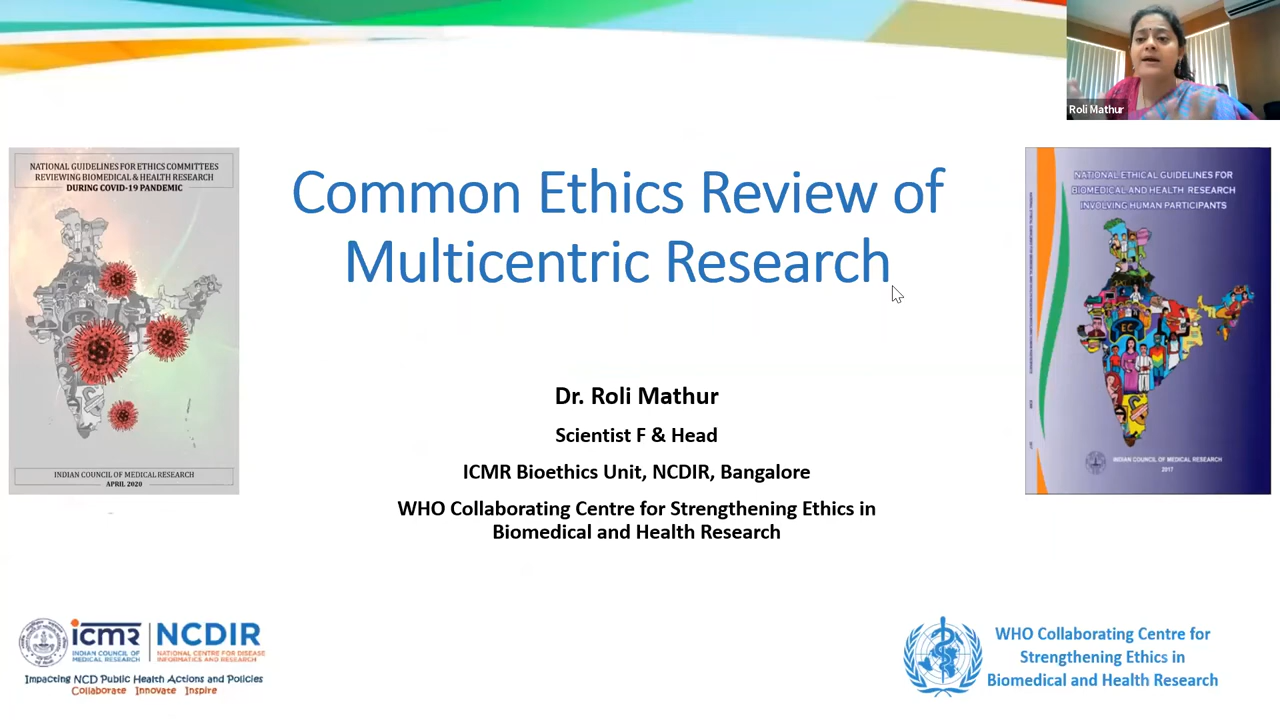 Roli Mathur
NATIONAL GUIDELINES FOR ETHICS COMMITTEES
REVIEWING BIOMEDICAL & HEALTH RESEARCH
DURING COVID-19 PANDEMIC
INDIAN COUNCIL OF MEDICAL RESEARCH
APRIL 2020
Common Ethics Review of
Multicentric Research
Dr. Roli Mathur
Scientist F & Head
ICMR Bioethics Unit, NCDIR, Bangalore
WHO Collaborating Centre for Strengthening Ethics in
Biomedical and Health Research
NATIONAL ETHICAL GUIDELINES FOR
BIOMEDICAL AND HEALTH RESEARCH
INVOLVING HUMAN PARTICIPANTS
EC
INDIAN COUNCIL OF MEDICAL RESEARCH
2017
icmr
INDIAN COUNCIL OF
MEDICAL RESEARCH
NCDIR
NATIONAL CENTRE FOR DISEASE
INFORMATICS AND RESEARCH
Impacting NCD Public Health Actions and Policies
Collaborate Innovate Inspire
WHO Collaborating Centre for
Strengthening Ethics in
Biomedical and Health Research